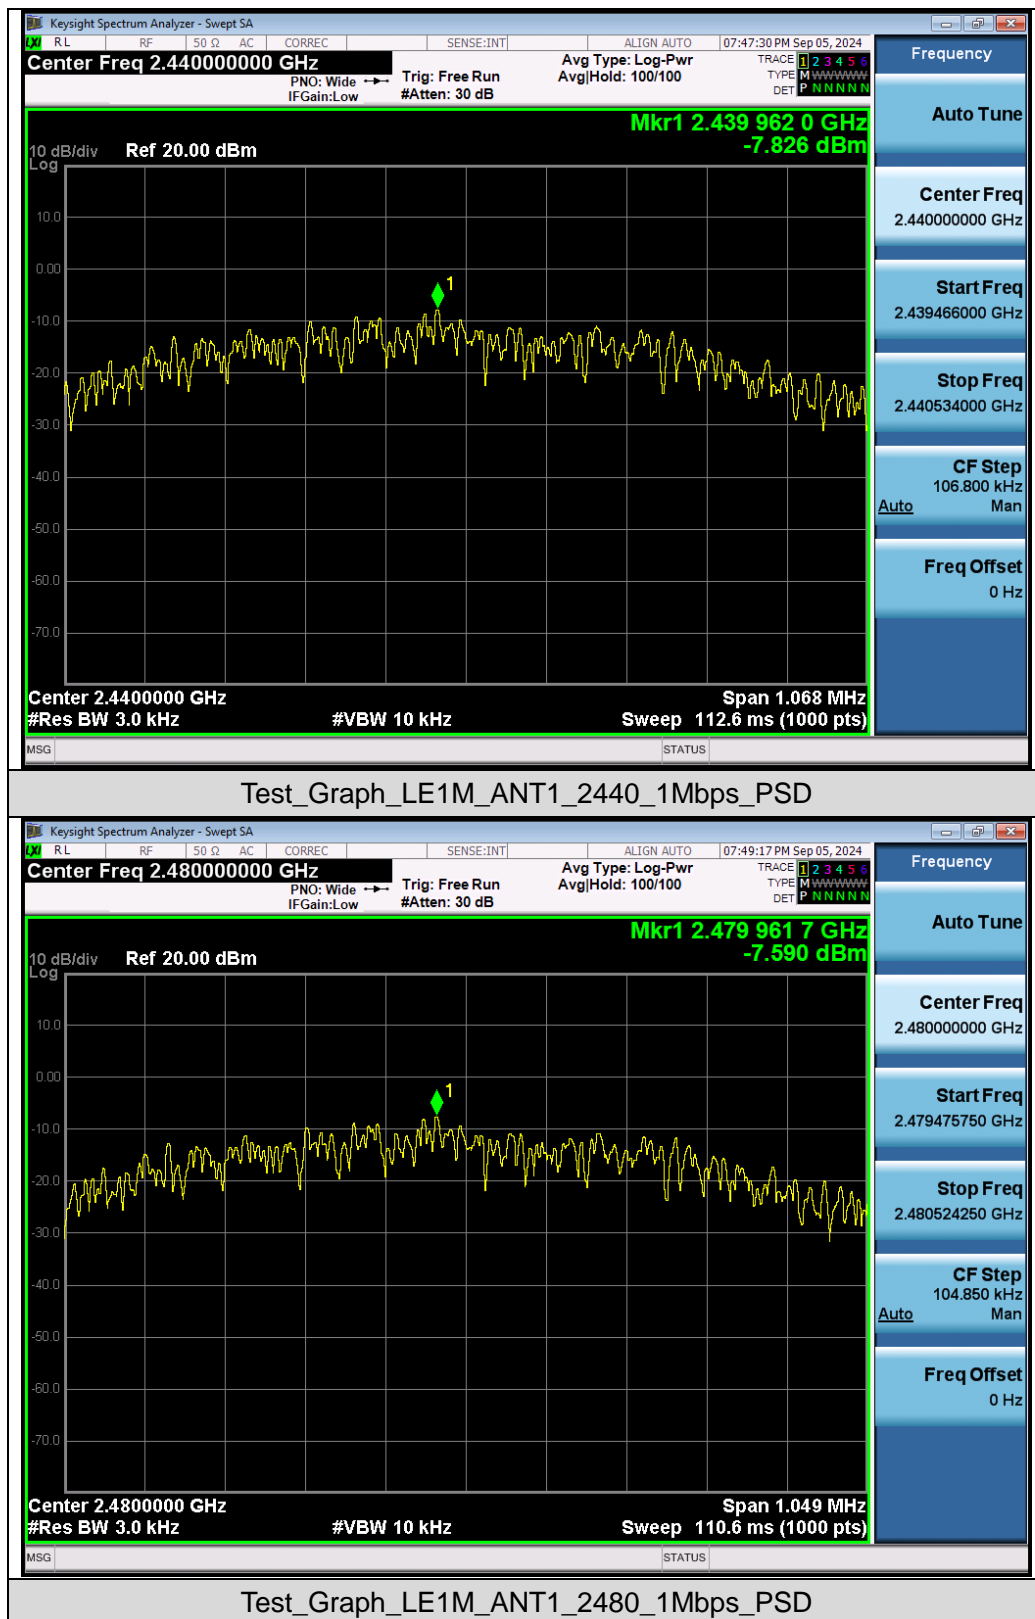 Keysight Spectrum Analyzer - Swept SA
LXI RL RF 50 Ω AC CORREC SENSE:INT ALIGN AUTO 07:47:30 PM Sep 05, 2024
Center Freq 2.440000000 GHz
PNO: Wide
IFGain:Low
Trig: Free Run
#Atten: 30 dB
Avg Type: Log-Pwr
Avg|Hold: 100/100
TRACE 1 2 3 4 5 6
TYPE M WWWWW
DET P N N N N N
Mkr1 2.439 962 0 GHz
-7.826 dBm
10 dB/div Ref 20.00 dBm
Log
10.0
0.00
1
-10.0
-20.0
-30.0
-40.0
-50.0
-60.0
-70.0
Center 2.4400000 GHz Span 1.068 MHz
#Res BW 3.0 kHz #VBW 10 kHz Sweep 112.6 ms (1000 pts)
MSG STATUS
Frequency
Auto Tune
Center Freq
2.440000000 GHz
Start Freq
2.439466000 GHz
Stop Freq
2.440534000 GHz
CF Step
106.800 kHz
Auto Man
Freq Offset
0 Hz
Test_Graph_LE1M_ANT1_2440_1Mbps_PSD
Keysight Spectrum Analyzer - Swept SA
LXI RL RF 50 Ω AC CORREC SENSE:INT ALIGN AUTO 07:49:17 PM Sep 05, 2024
Center Freq 2.480000000 GHz
PNO: Wide
IFGain:Low
Trig: Free Run
#Atten: 30 dB
Avg Type: Log-Pwr
Avg|Hold: 100/100
TRACE 1 2 3 4 5 6
TYPE M WWWWW
DET P N N N N N
Mkr1 2.479 961 7 GHz
-7.590 dBm
10 dB/div Ref 20.00 dBm
Log
10.0
0.00
1
-10.0
-20.0
-30.0
-40.0
-50.0
-60.0
-70.0
Center 2.4800000 GHz Span 1.049 MHz
#Res BW 3.0 kHz #VBW 10 kHz Sweep 110.6 ms (1000 pts)
MSG STATUS
Frequency
Auto Tune
Center Freq
2.480000000 GHz
Start Freq
2.479475750 GHz
Stop Freq
2.480524250 GHz
CF Step
104.850 kHz
Auto Man
Freq Offset
0 Hz
Test_Graph_LE1M_ANT1_2480_1Mbps_PSD